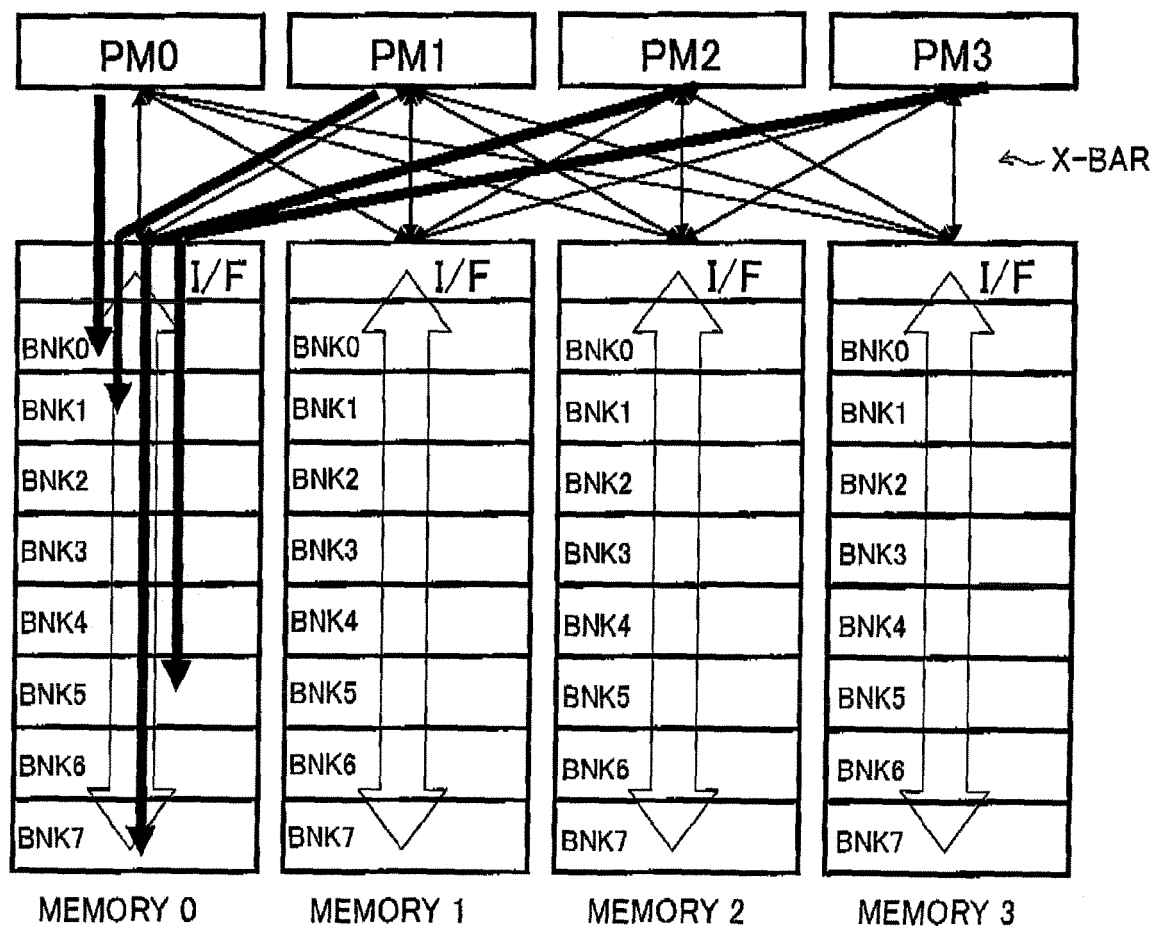 PM0 PM1 PM2 PM3
X-BAR
I/F I/F I/F I/F
BNK0 BNK0 BNK0 BNK0
BNK1 BNK1 BNK1 BNK1
BNK2 BNK2 BNK2 BNK2
BNK3 BNK3 BNK3 BNK3
BNK4 BNK4 BNK4 BNK4
BNK5 BNK5 BNK5 BNK5
BNK6 BNK6 BNK6 BNK6
BNK7 BNK7 BNK7 BNK7
MEMORY 0 MEMORY 1 MEMORY 2 MEMORY 3